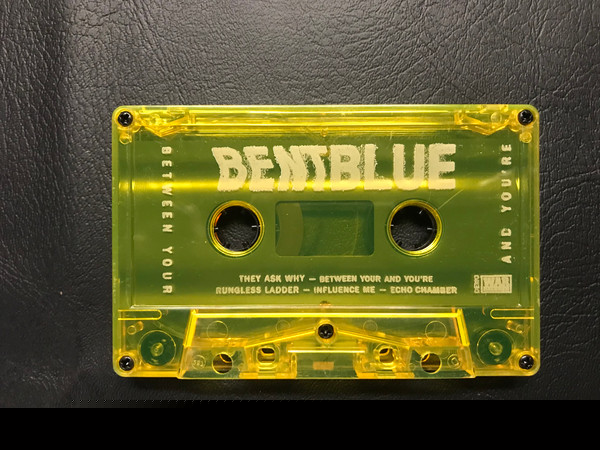 BENTBLUE
BETWEEN YOUR
AND YOU'RE
THEY ASK WHY – BETWEEN YOUR AND YOU'RE
RUNGLESS LADDER – INFLUENCE ME – ECHO CHAMBER
WAR